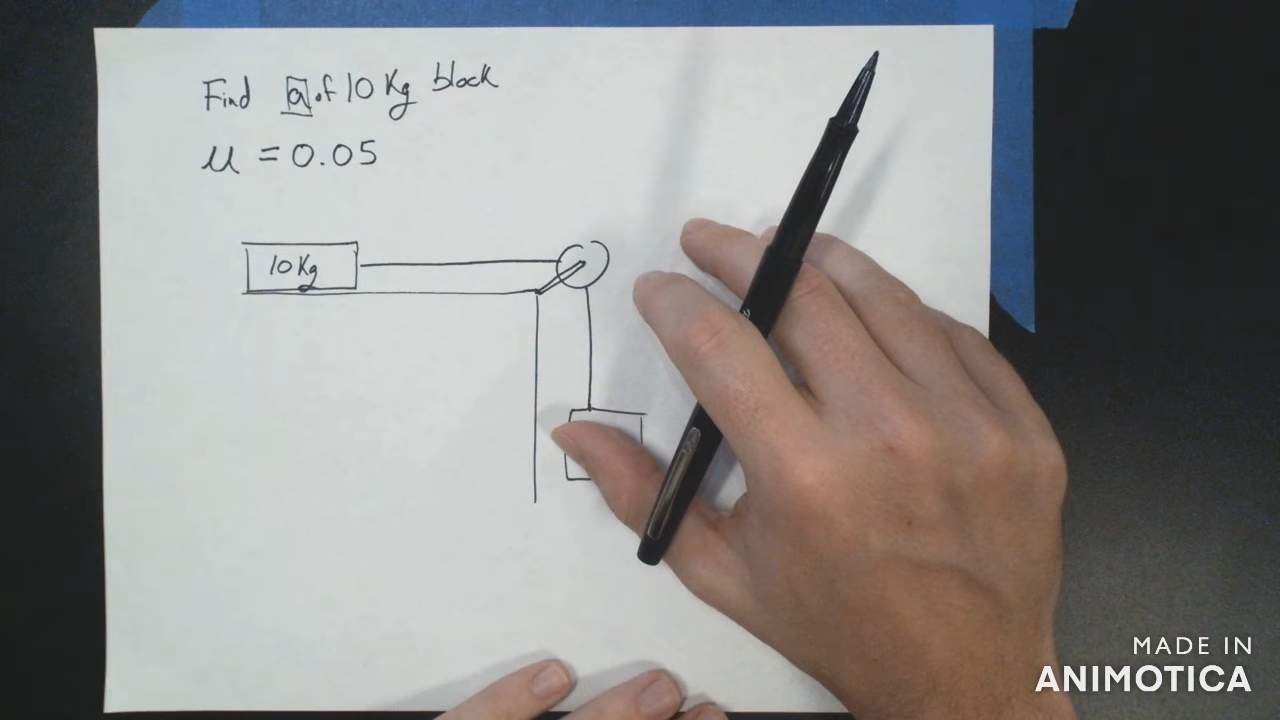 Find a of 10 Kg block
μ = 0.05
10 Kg
MADE IN
ANIMOTICA